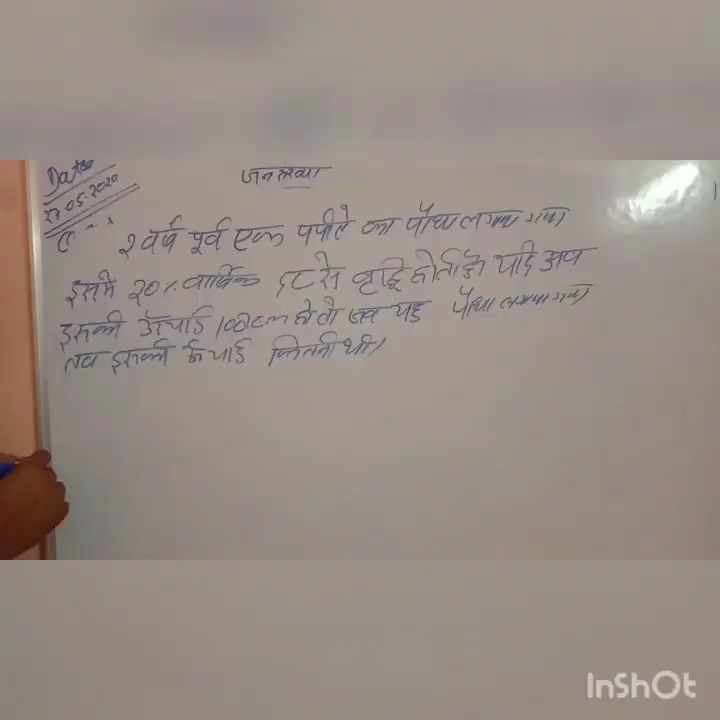 Date
27-05-2020
जनसंख्या
2 वर्ष पूर्व एक पपीते का पौधा लगाया गया
इसमे 20% वार्षिक दर से वृद्धि होती है यदि अब
इसकी ऊँचाई cm हो तो जब यह पौधा लगाया गया
तब इसकी ऊँचाई कितनी थी।
InShOt